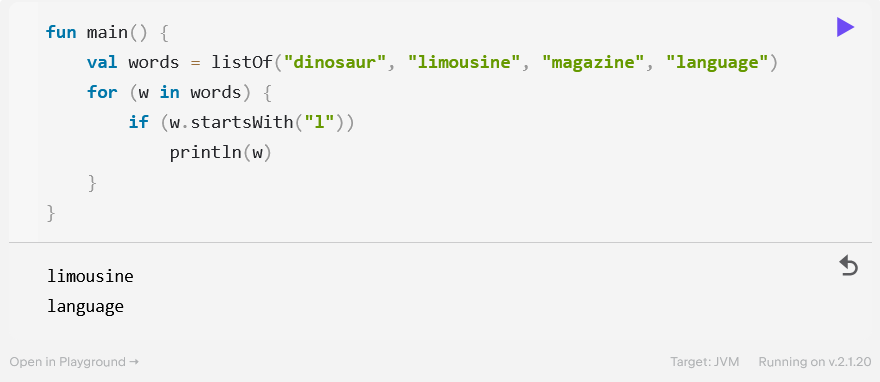 fun main() {
    val words = listOf("dinosaur", "limousine", "magazine", "language")
    for (w in words) {
        if (w.startsWith("l"))
            println(w)
    }
}
limousine
language
Open in Playground →
Target: JVM    Running on v.2.1.20